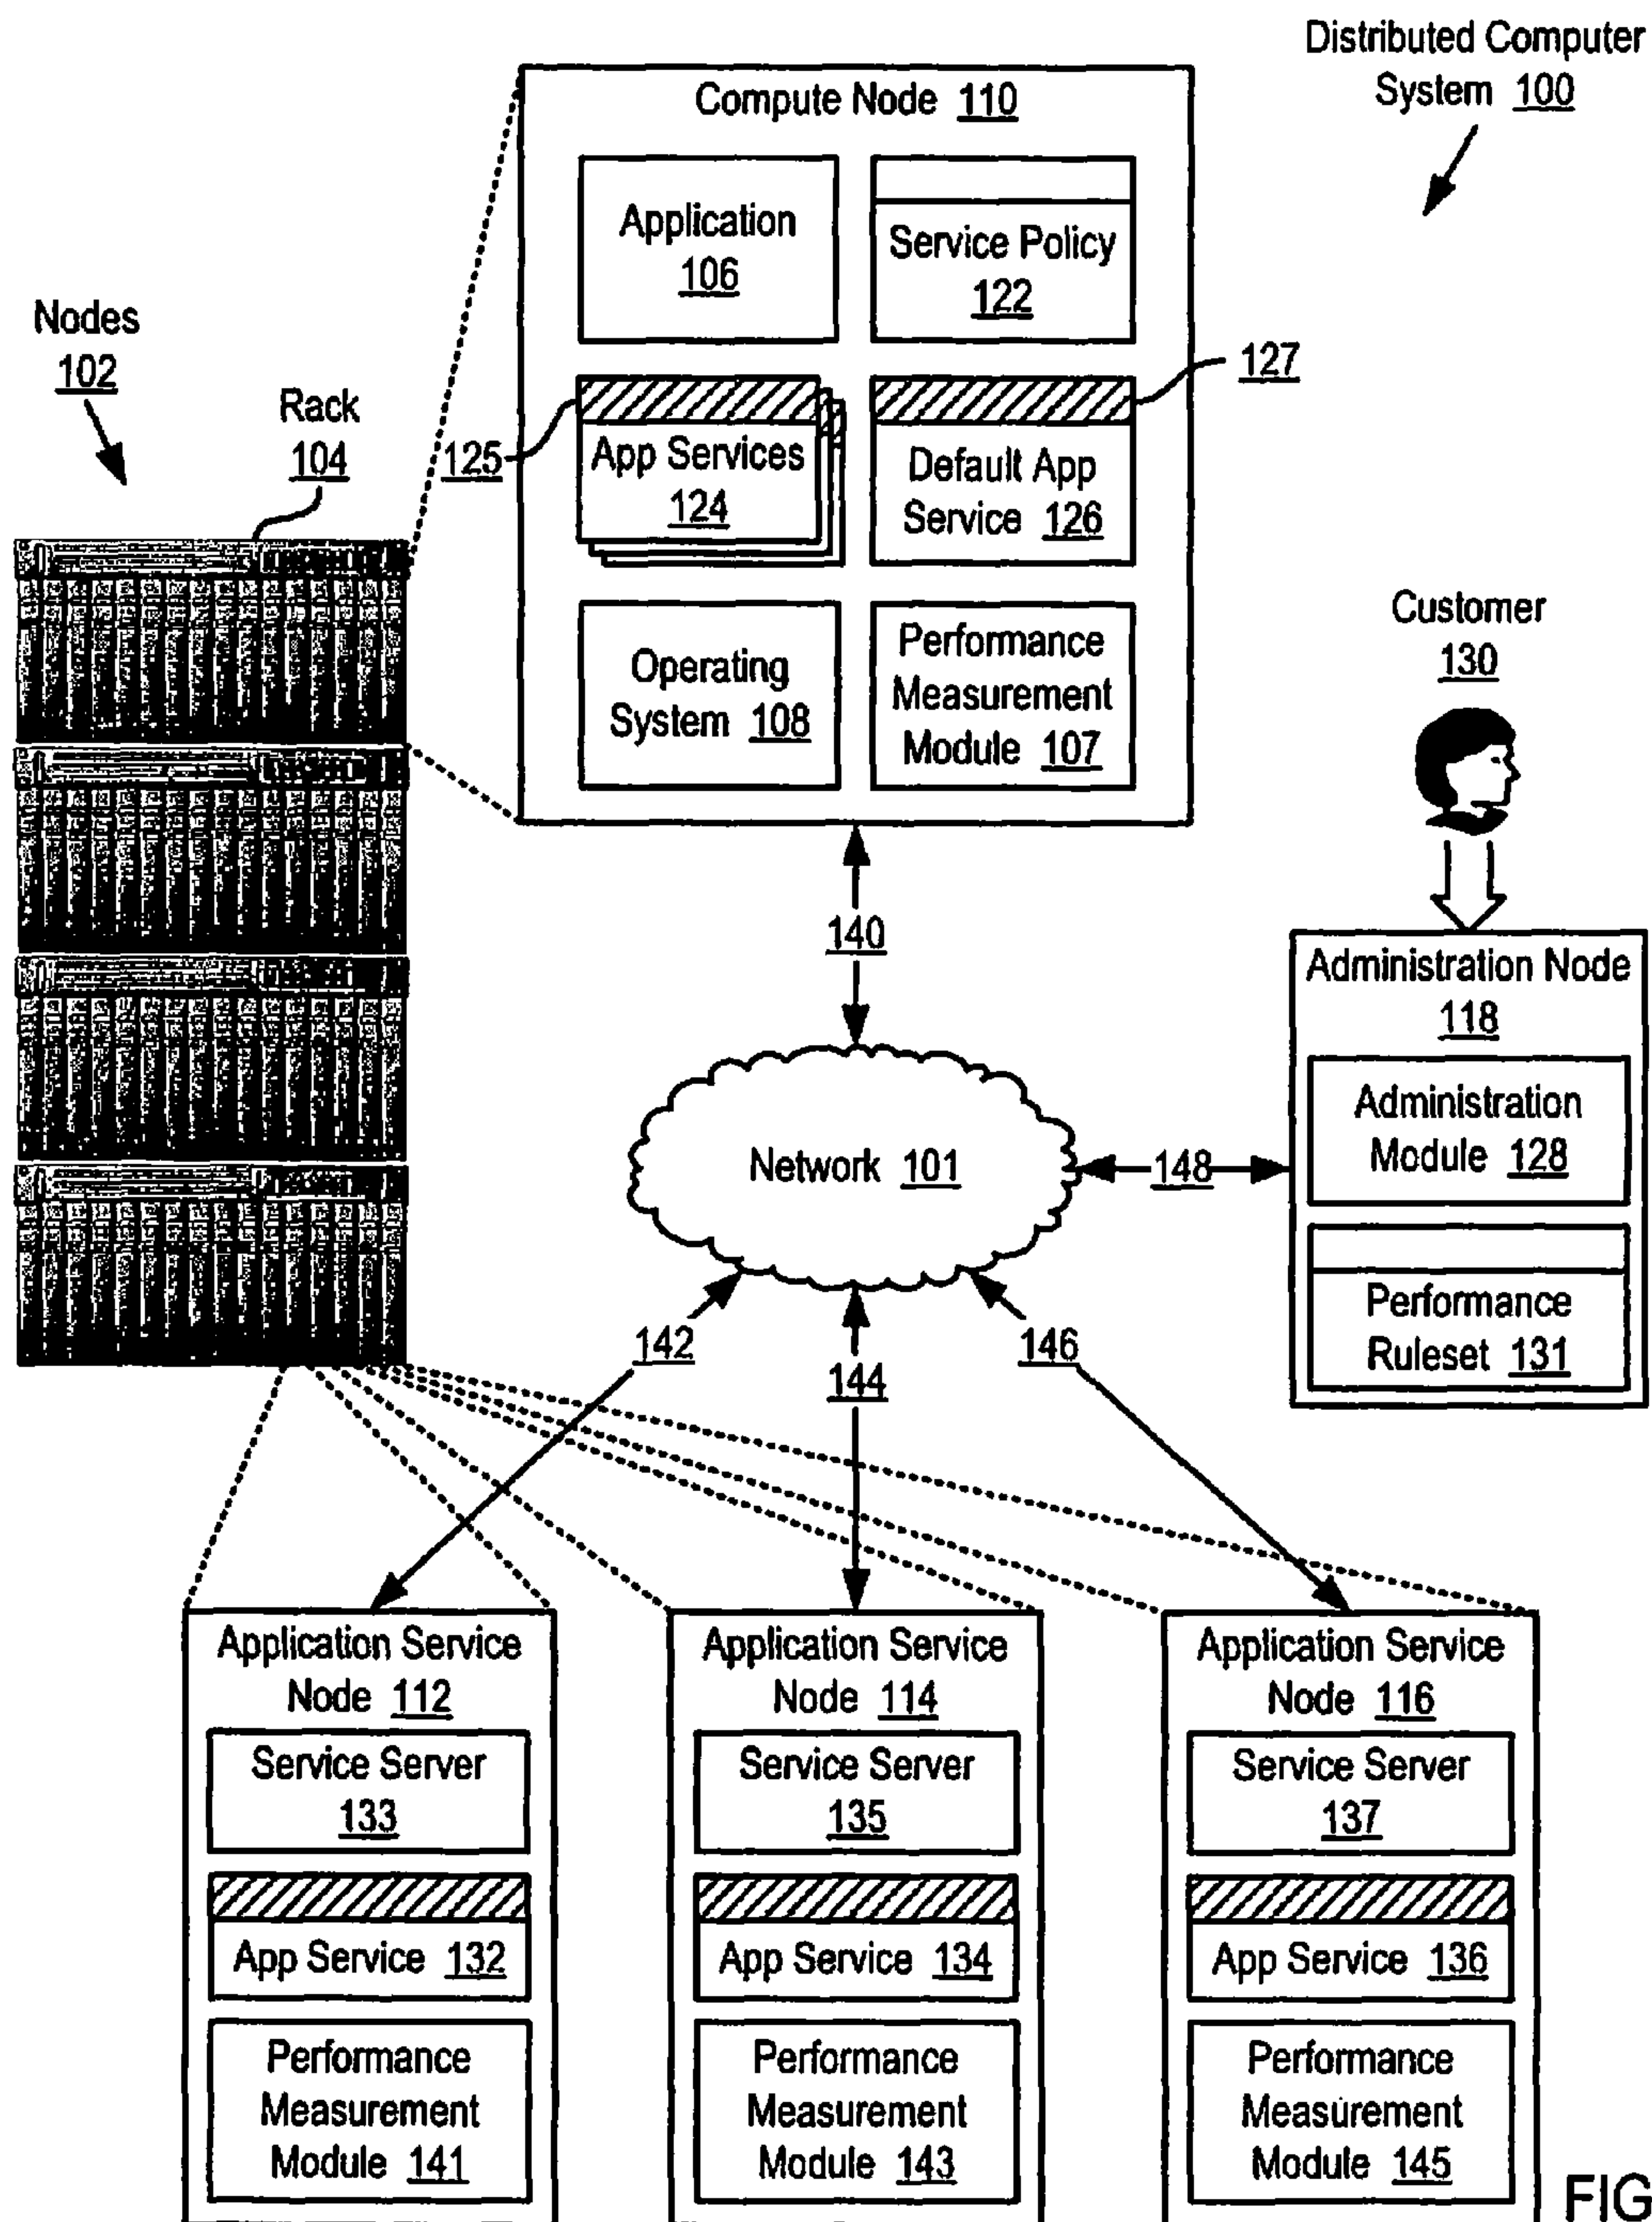 Distributed Computer
System 100
Compute Node 110
Application
106
Service Policy
122
Nodes
102
Rack
104
127
125
App Services
124
Default App
Service 126
Operating
System 108
Performance
Measurement
Module 107
Customer
130
140
Administration Node
118
Administration
Module 128
Network 101
148
Performance
Ruleset 131
142
144
146
Application Service
Node 112
Service Server
133
App Service 132
Performance
Measurement
Module 141
Application Service
Node 114
Service Server
135
App Service 134
Performance
Measurement
Module 143
Application Service
Node 116
Service Server
137
App Service 136
Performance
Measurement
Module 145
FIG